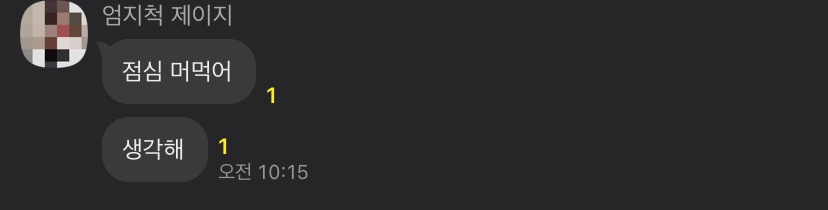 엄지척 제이지
점심 머먹어
1
생각해
1
오전 10:15